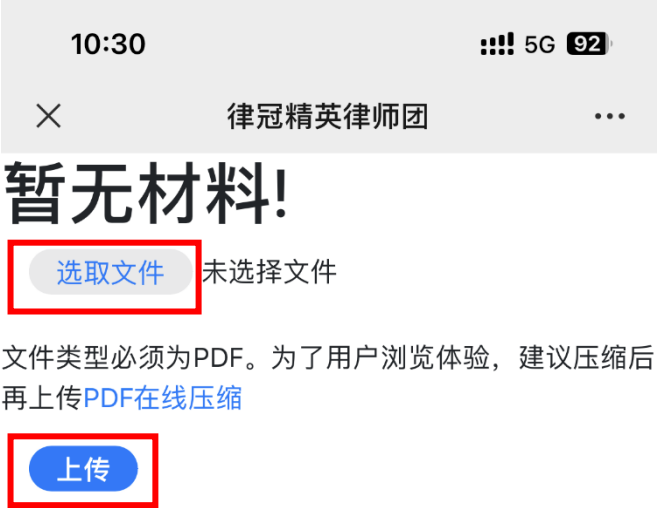 10:30 5G 92
律冠精英律师团
暂无材料!
选取文件 未选择文件
文件类型必须为PDF。为了用户浏览体验，建议压缩后
再上传PDF在线压缩
上传